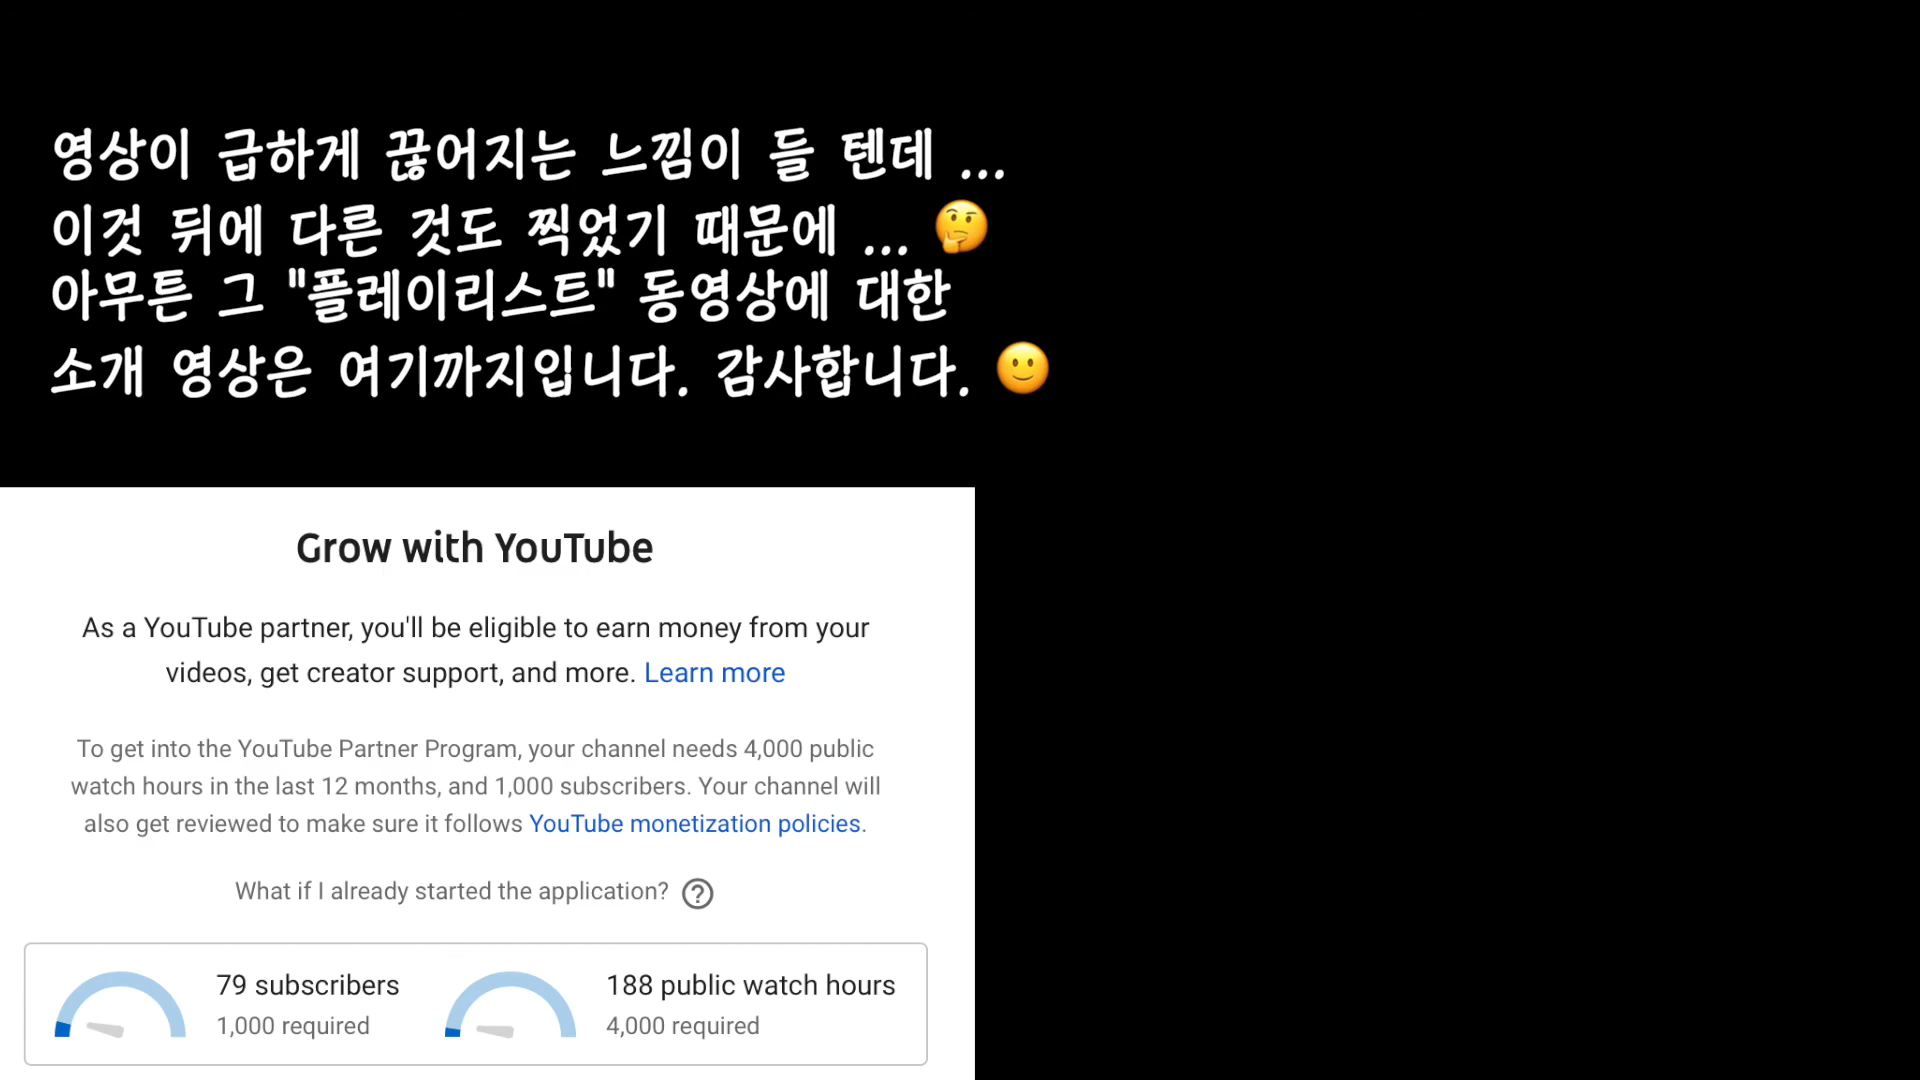 영상이 급하게 끊어지는 느낌이 들 텐데 ...
이것 뒤에 다른 것도 찍었기 때문에 ... 🤔
아무튼 그 "플레이리스트" 동영상에 대한
소개 영상은 여기까지입니다. 감사합니다. 🙂
Grow with YouTube
As a YouTube partner, you'll be eligible to earn money from your
videos, get creator support, and more. Learn more
To get into the YouTube Partner Program, your channel needs 4,000 public
watch hours in the last 12 months, and 1,000 subscribers. Your channel will
also get reviewed to make sure it follows YouTube monetization policies.
What if I already started the application? ?
79 subscribers
1,000 required
188 public watch hours
4,000 required